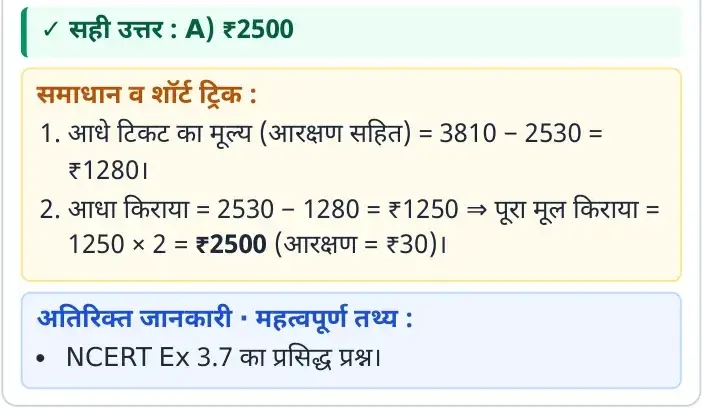 ✓ सही उत्तर : A) ₹2500
समाधान व शॉर्ट ट्रिक :
1. आधे टिकट का मूल्य (आरक्षण सहित) = 3810 − 2530 =
₹1280।
2. आधा किराया = 2530 − 1280 = ₹1250 ⇒ पूरा मूल किराया =
1250 × 2 = ₹2500 (आरक्षण = ₹30)।
अतिरिक्त जानकारी · महत्वपूर्ण तथ्य :
• NCERT Ex 3.7 का प्रसिद्ध प्रश्न।